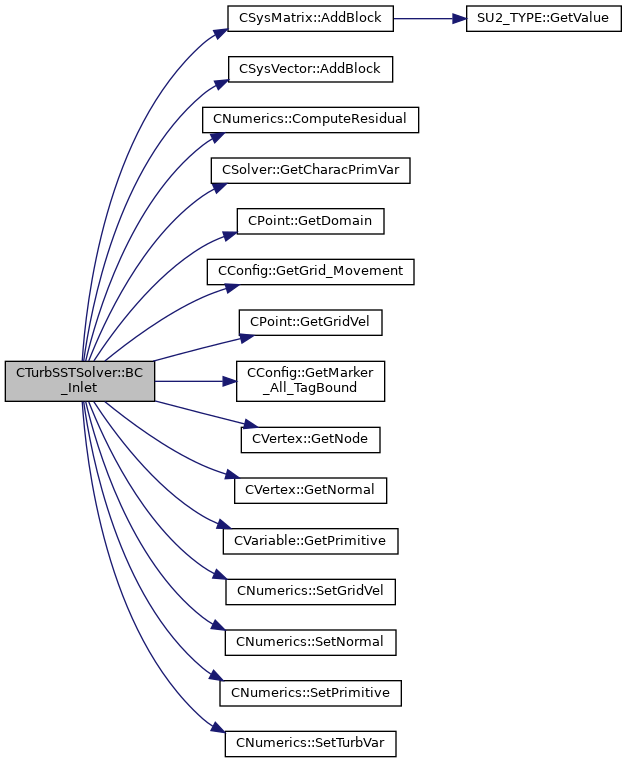 CSysMatrix::AddBlock
SU2_TYPE::GetValue
CSysVector::AddBlock
CNumerics::ComputeResidual
CSolver::GetCharacPrimVar
CPoint::GetDomain
CConfig::GetGrid_Movement
CPoint::GetGridVel
CTurbSSTSolver::BC
_Inlet
CConfig::GetMarker
_All_TagBound
CVertex::GetNode
CVertex::GetNormal
CVariable::GetPrimitive
CNumerics::SetGridVel
CNumerics::SetNormal
CNumerics::SetPrimitive
CNumerics::SetTurbVar